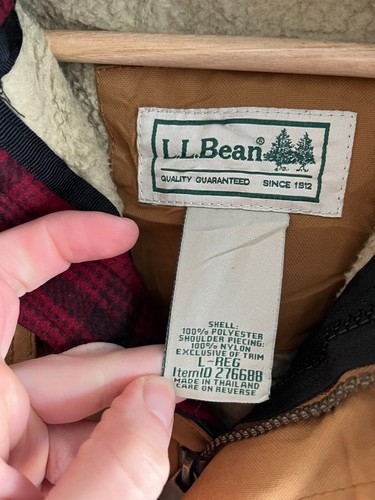 L.L.Bean®
QUALITY GUARANTEED SINCE 1912
SHELL:
100% POLYESTER
SHOULDER PIECING:
100% NYLON
EXCLUSIVE OF TRIM
L-REG
ItemID 276688
MADE IN THAILAND
CARE ON REVERSE